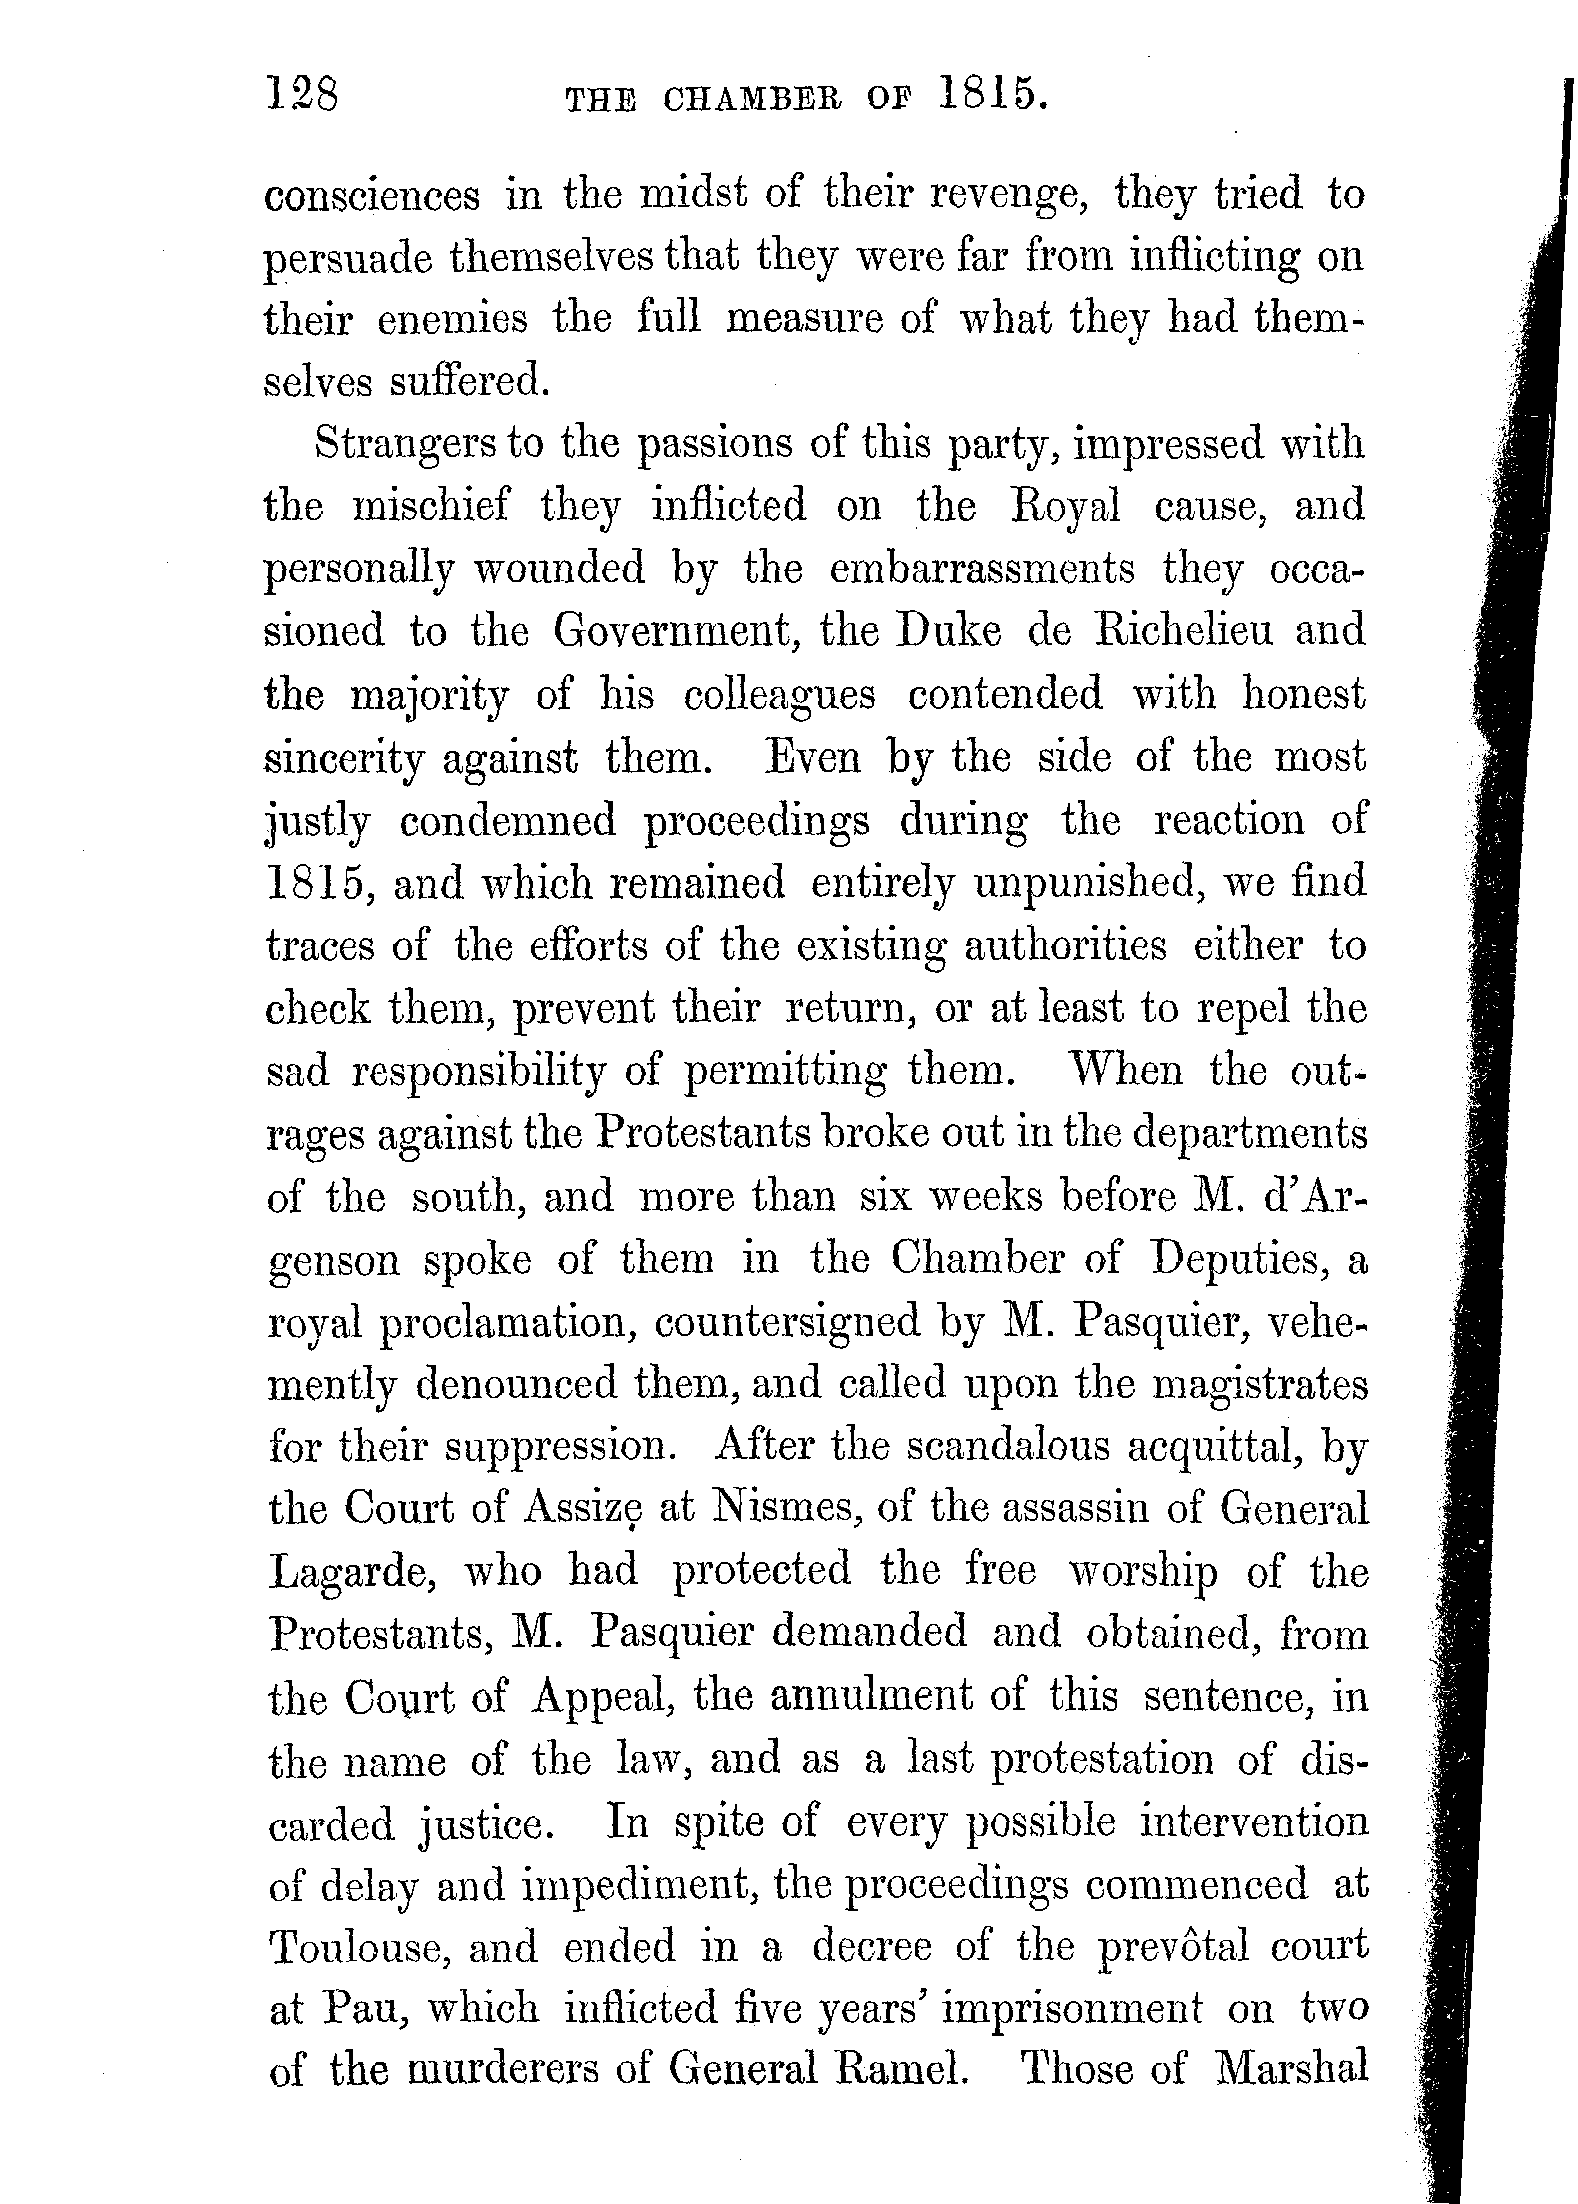 128 THE CHAMBER OF 1815.
consciences in the midst of their revenge, they tried to
persuade themselves that they were far from inflicting on
their enemies the full measure of what they had them-
selves suffered.
Strangers to the passions of this party, impressed with
the mischief they inflicted on the Royal cause, and
personally wounded by the embarrassments they occa-
sioned to the Government, the Duke de Richelieu and
the majority of his colleagues contended with honest
sincerity against them. Even by the side of the most
justly condemned proceedings during the reaction of
1815, and which remained entirely unpunished, we find
traces of the efforts of the existing authorities either to
check them, prevent their return, or at least to repel the
sad responsibility of permitting them. When the out-
rages against the Protestants broke out in the departments
of the south, and more than six weeks before M. d'Ar-
genson spoke of them in the Chamber of Deputies, a
royal proclamation, countersigned by M. Pasquier, vehe-
mently denounced them, and called upon the magistrates
for their suppression. After the scandalous acquittal, by
the Court of Assize at Nismes, of the assassin of General
Lagarde, who had protected the free worship of the
Protestants, M. Pasquier demanded and obtained, from
the Court of Appeal, the annulment of this sentence, in
the name of the law, and as a last protestation of dis-
carded justice. In spite of every possible intervention
of delay and impediment, the proceedings commenced at
Toulouse, and ended in a decree of the prevôtal court
at Pau, which inflicted five years' imprisonment on two
of the murderers of General Ramel. Those of Marshal